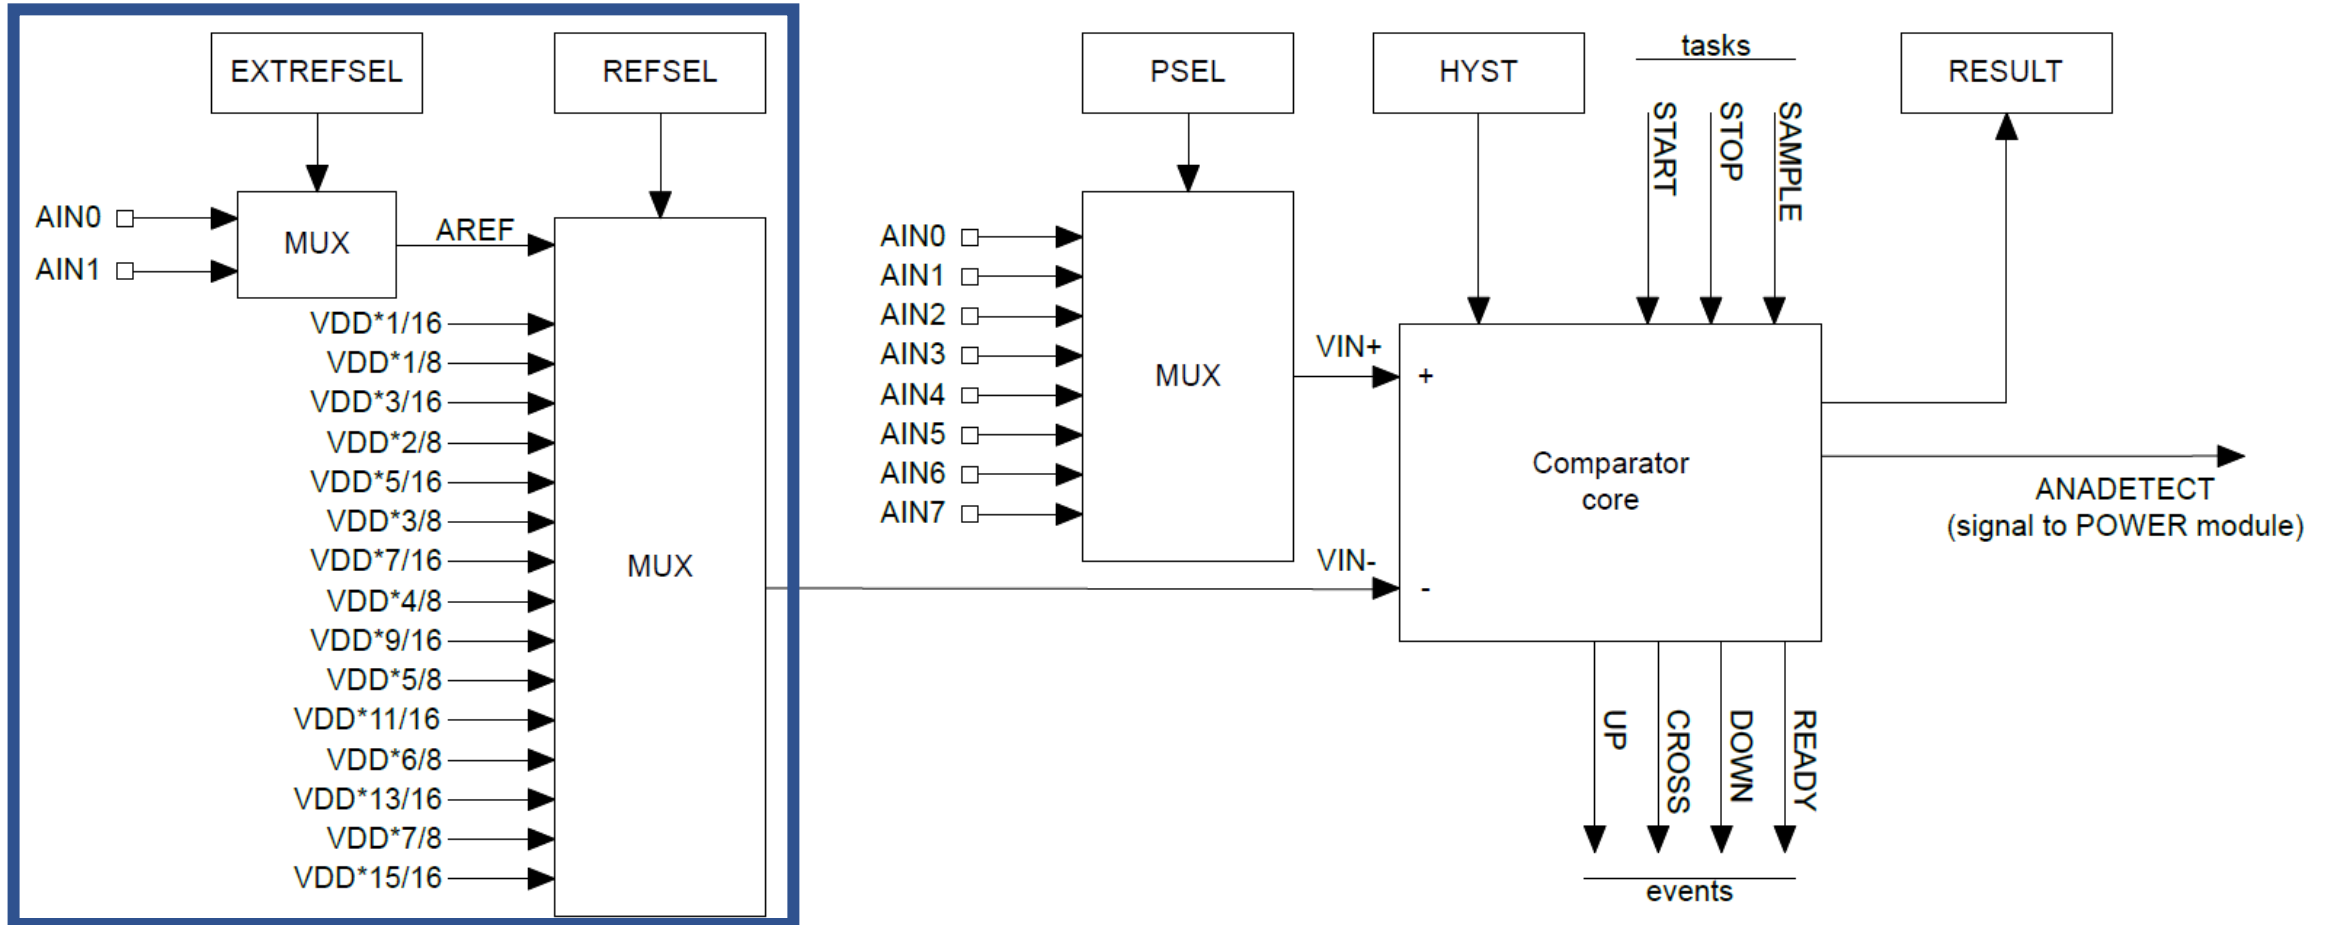 EXTREFSEL
REFSEL
AIN0
AIN1
MUX
AREF
VDD*1/16
VDD*1/8
VDD*3/16
VDD*2/8
VDD*5/16
VDD*3/8
VDD*7/16
VDD*4/8
VDD*9/16
VDD*5/8
VDD*11/16
VDD*6/8
VDD*13/16
VDD*7/8
VDD*15/16
MUX
PSEL
AIN0
AIN1
AIN2
AIN3
AIN4
AIN5
AIN6
AIN7
MUX
VIN+
VIN-
HYST
tasks
START
STOP
SAMPLE
RESULT
+
-
Comparator
core
ANADETECT
(signal to POWER module)
UP
CROSS
DOWN
READY
events